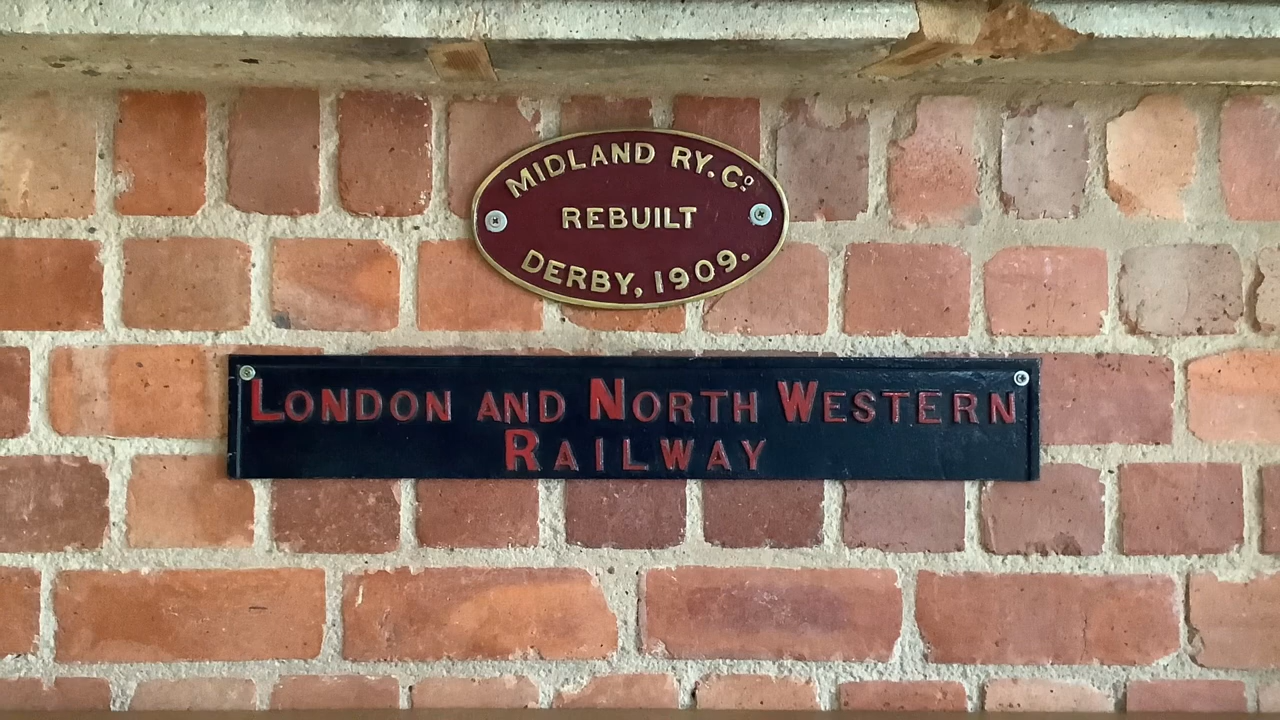 MIDLAND RY. Cº
REBUILT
DERBY, 1909.
LONDON AND NORTH WESTERN
RAILWAY